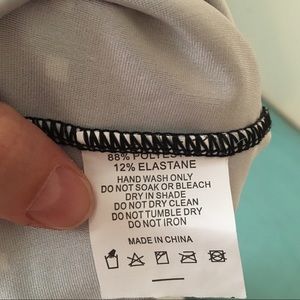 88% POLYESTER
12% ELASTANE
HAND WASH ONLY
DO NOT SOAK OR BLEACH
DRY IN SHADE
DO NOT DRY CLEAN
DO NOT TUMBLE DRY
DO NOT IRON
MADE IN CHINA